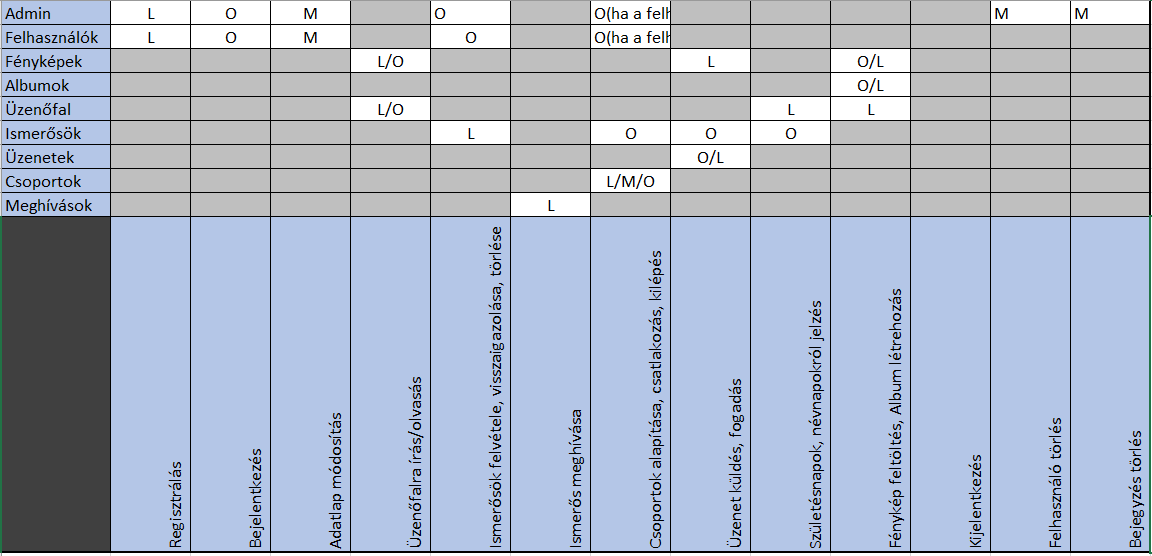 Admin L O M O O(ha a felh M M
Felhasználók L O M O O(ha a felh
Fényképek L/O L O/L
Albumok O/L
Üzenőfal L/O L L
Ismerősök L O O O
Üzenetek O/L
Csoportok L/M/O
Meghívások L
Regisztrálás
Bejelentkezés
Adatlap módosítás
Üzenőfalra írás/olvasás
Ismerősök felvétele, visszaigazolása, törlése
Ismerős meghívása
Csoportok alapítása, csatlakozás, kilépés
Üzenet küldés, fogadás
Születésnapok, névnapokról jelzés
Fénykép feltöltés, Album létrehozás
Kijelentkezés
Felhasználó törlés
Bejegyzés törlés